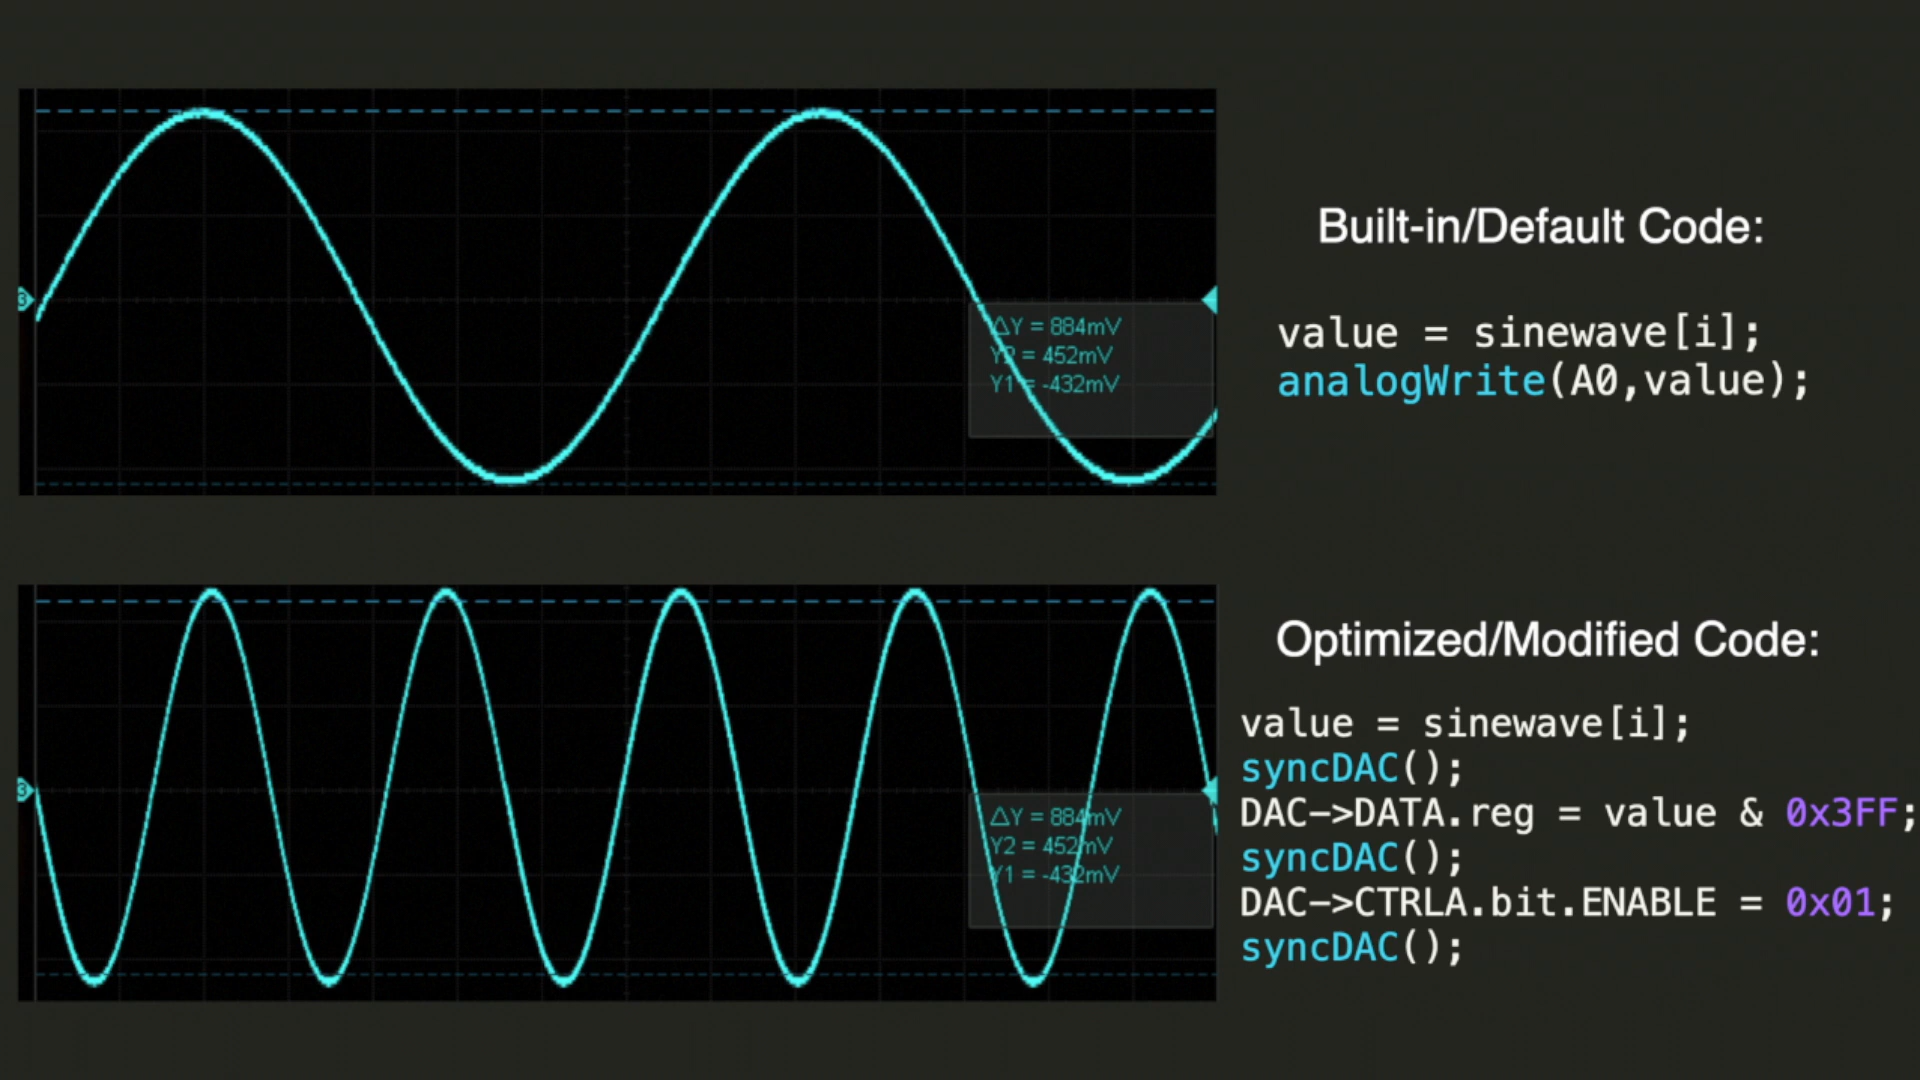 3
ΔY = 884mV
Y2 = 452mV
Y1 = -432mV
Built-in/Default Code:
value = sinewave[i];
analogWrite(A0,value);
3
ΔY = 884mV
Y2 = 452mV
Y1 = -432mV
Optimized/Modified Code:
value = sinewave[i];
syncDAC();
DAC->DATA.reg = value & 0x3FF;
syncDAC();
DAC->CTRLA.bit.ENABLE = 0x01;
syncDAC();